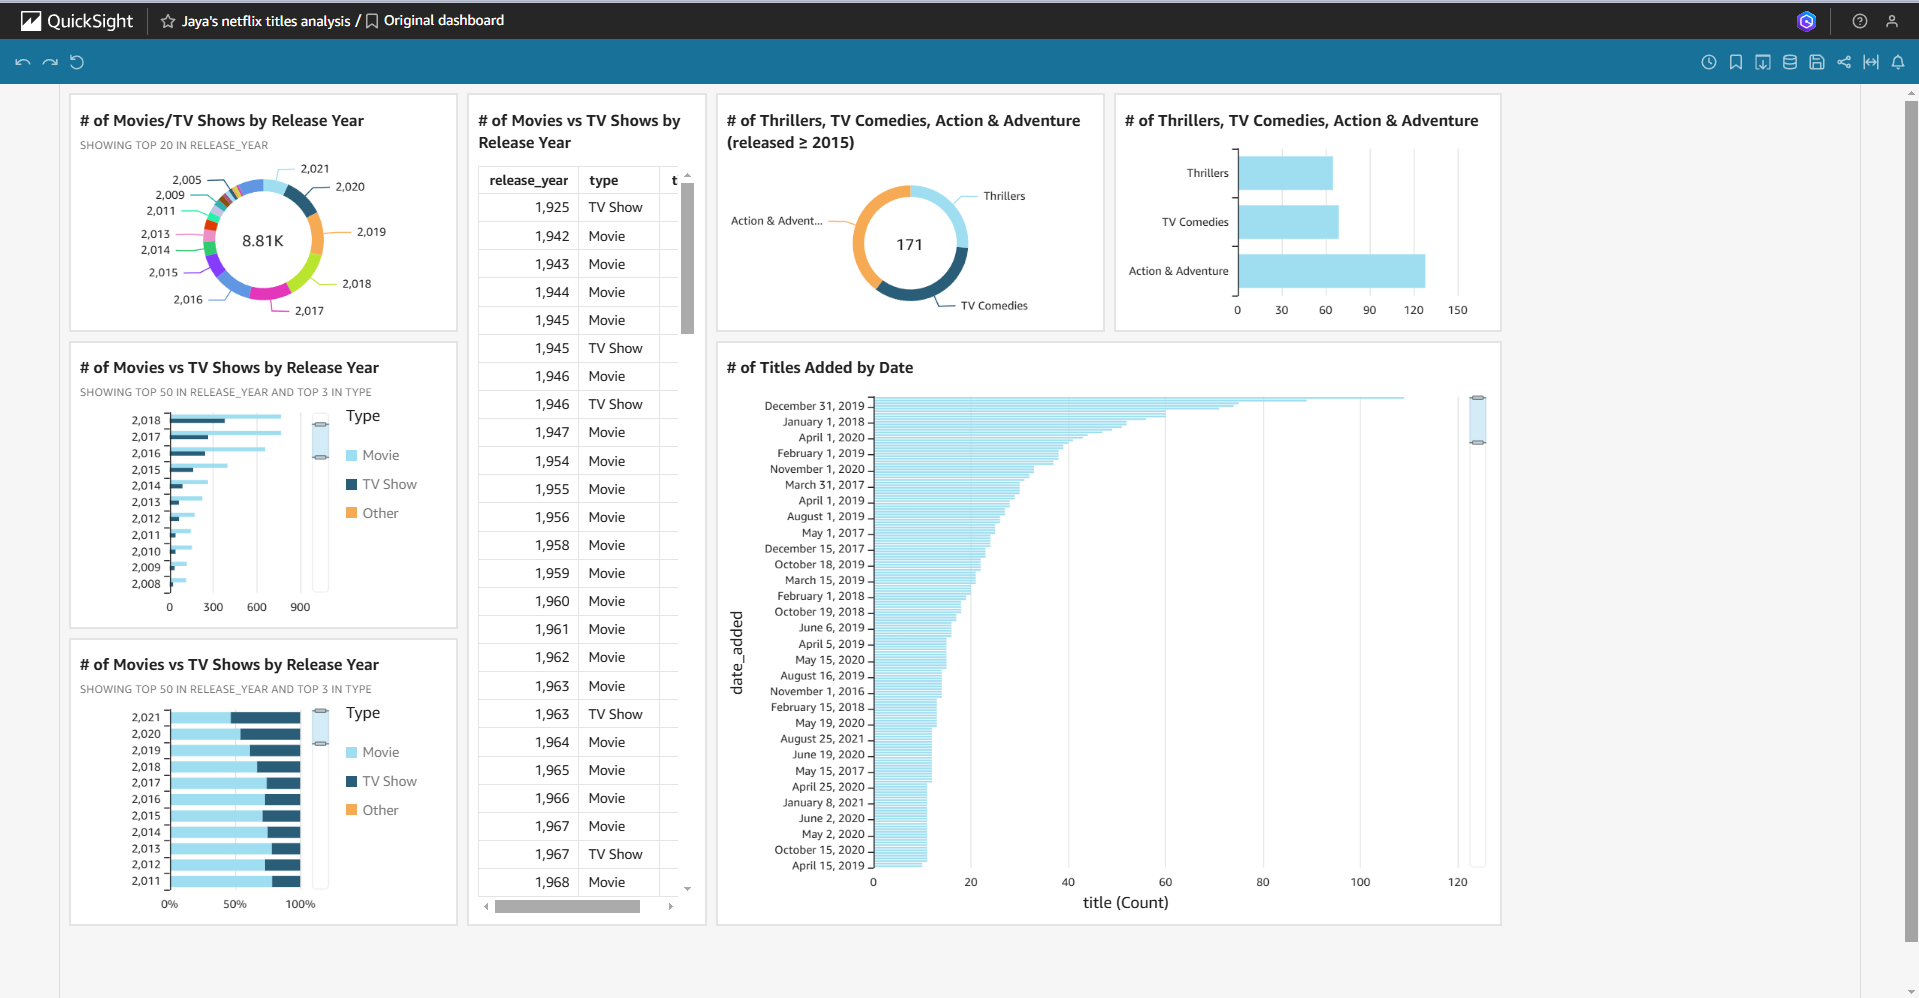 QuickSight
Jaya's netflix titles analysis / Original dashboard
# of Movies/TV Shows by Release Year
SHOWING TOP 20 IN RELEASE_YEAR
2,021
2,020
2,019
2,018
2,017
2,016
2,015
2,014
2,013
2,011
2,009
2,005
8.81K
# of Movies vs TV Shows by Release Year
SHOWING TOP 50 IN RELEASE_YEAR AND TOP 3 IN TYPE
2,018
2,017
2,016
2,015
2,014
2,013
2,012
2,011
2,010
2,009
2,008
0 300 600 900
Type
Movie
TV Show
Other
# of Movies vs TV Shows by Release Year
SHOWING TOP 50 IN RELEASE_YEAR AND TOP 3 IN TYPE
2,021
2,020
2,019
2,018
2,017
2,016
2,015
2,014
2,013
2,012
2,011
0% 50% 100%
Type
Movie
TV Show
Other
# of Movies vs TV Shows by
Release Year
release_year type t
1,925 TV Show
1,942 Movie
1,943 Movie
1,944 Movie
1,945 Movie
1,945 TV Show
1,946 Movie
1,946 TV Show
1,947 Movie
1,954 Movie
1,955 Movie
1,956 Movie
1,958 Movie
1,959 Movie
1,960 Movie
1,961 Movie
1,962 Movie
1,963 Movie
1,963 TV Show
1,964 Movie
1,965 Movie
1,966 Movie
1,967 Movie
1,967 TV Show
1,968 Movie
# of Thrillers, TV Comedies, Action & Adventure
(released ≥ 2015)
Thrillers
Action & Advent...
171
TV Comedies
# of Thrillers, TV Comedies, Action & Adventure
Thrillers
TV Comedies
Action & Adventure
0 30 60 90 120 150
# of Titles Added by Date
date_added
December 31, 2019
January 1, 2018
April 1, 2020
February 1, 2019
November 1, 2020
March 31, 2017
April 1, 2019
August 1, 2019
May 1, 2017
December 15, 2017
October 18, 2019
March 15, 2019
February 1, 2018
October 19, 2018
June 6, 2019
April 5, 2019
May 15, 2020
August 16, 2019
November 1, 2016
February 15, 2018
May 19, 2020
August 25, 2021
June 19, 2020
May 15, 2017
April 25, 2020
January 8, 2021
June 2, 2020
May 2, 2020
October 15, 2020
April 15, 2019
0 20 40 60 80 100 120
title (Count)